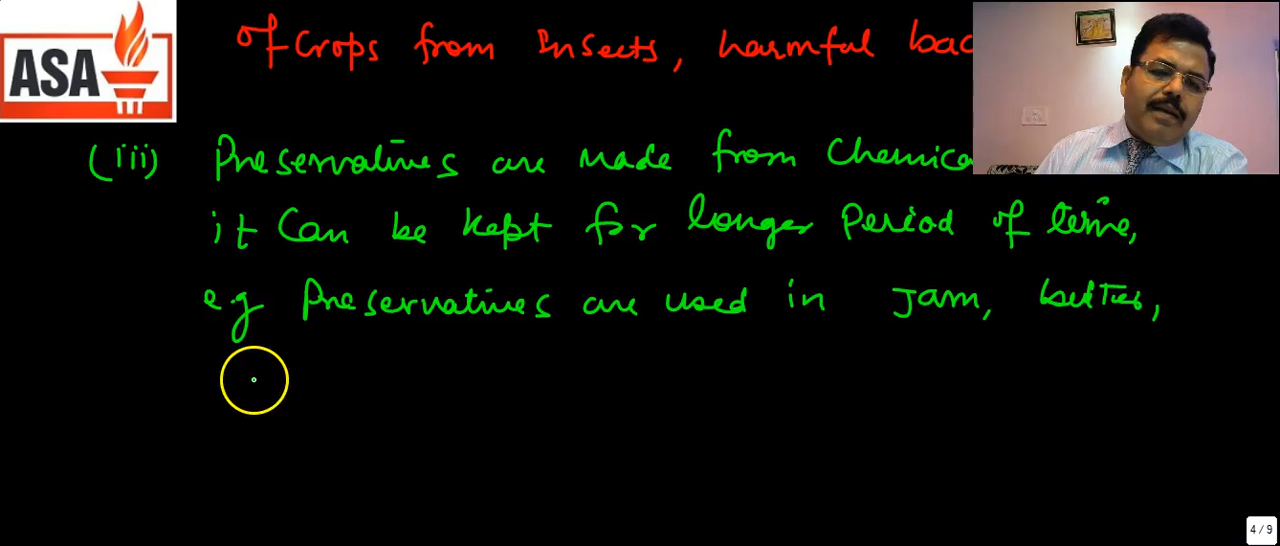 ASA
of Crops from Insects, harmful bac
(iii) Preservatives are made from Chemica
it Can be kept for longer Period of time,
eg Preservatives are used in Jam, butter,
4 / 9